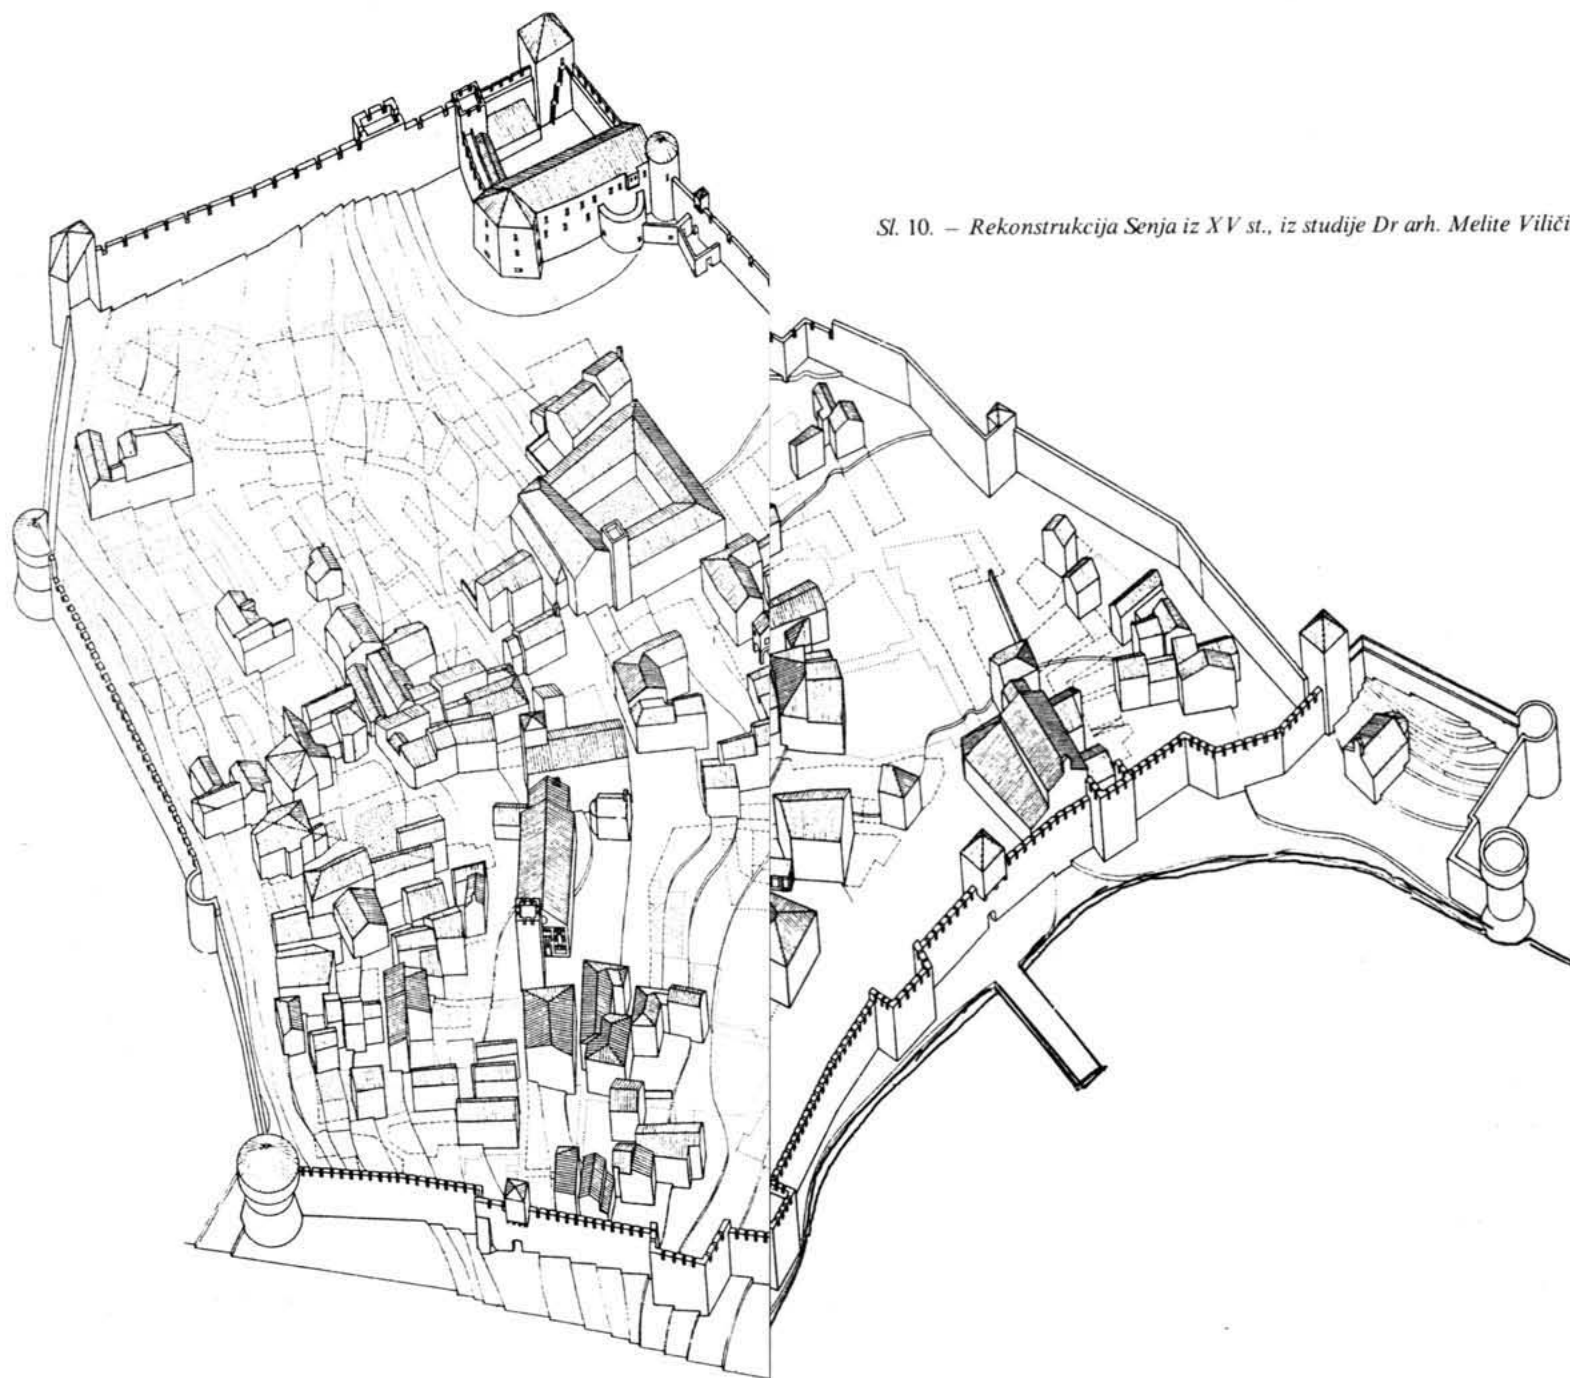 Sl. 10. — Rekonstrukcija Senja iz XV st., iz studije Dr arh. Melite Viliči